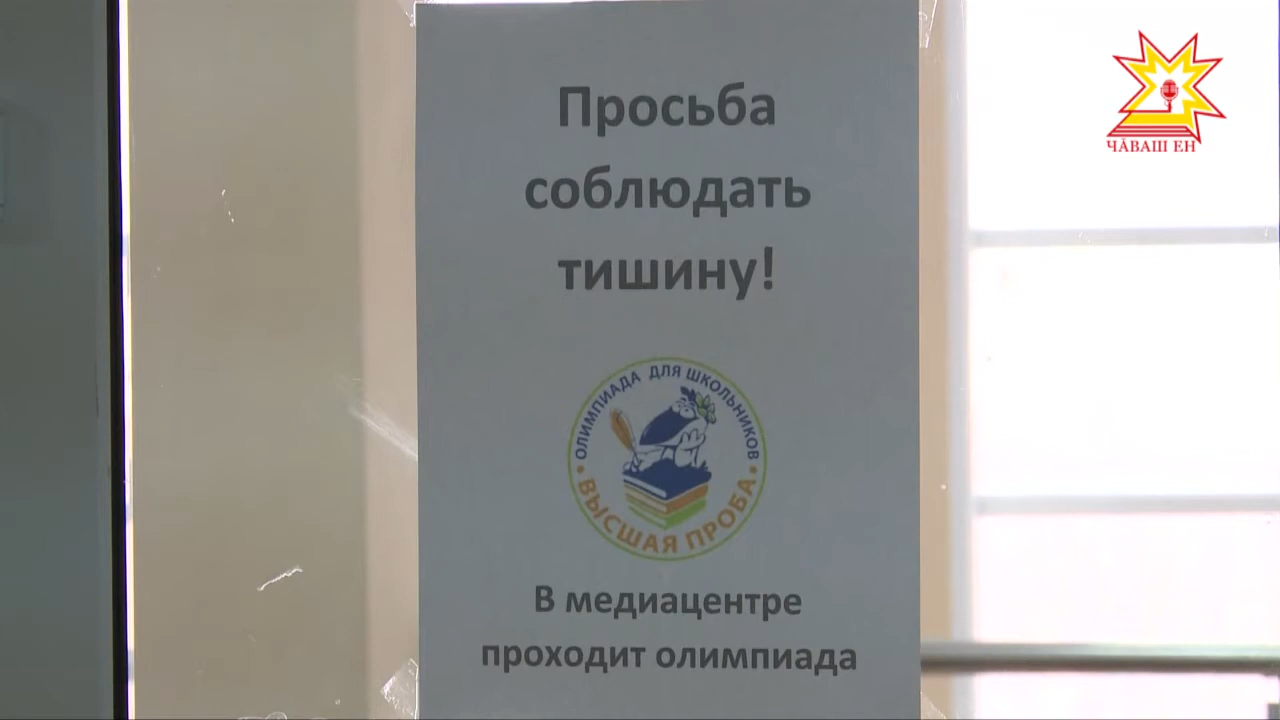 Просьба
соблюдать
тишину!
ОЛИМПИАДА ДЛЯ ШКОЛЬНИКОВ
• ВЫСШАЯ ПРОБА •
В медиацентре
проходит олимпиада
ЧӐВАШ ЕН